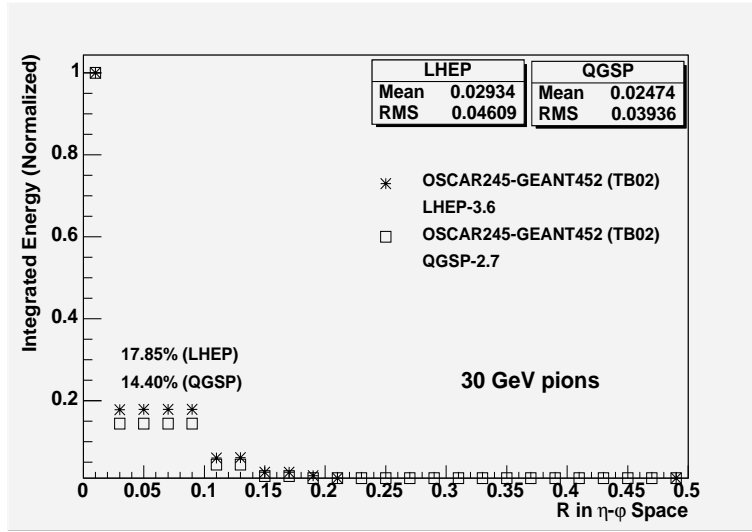 LHEP
Mean 0.02934
RMS 0.04609
QGSP
Mean 0.02474
RMS 0.03936
Integrated Energy (Normalized)
1
0.8
0.6
0.4
0.2
OSCAR245-GEANT452 (TB02)
LHEP-3.6
OSCAR245-GEANT452 (TB02)
QGSP-2.7
17.85% (LHEP)
14.40% (QGSP)
30 GeV pions
0 0.05 0.1 0.15 0.2 0.25 0.3 0.35 0.4 0.45 0.5
R in η-φ Space